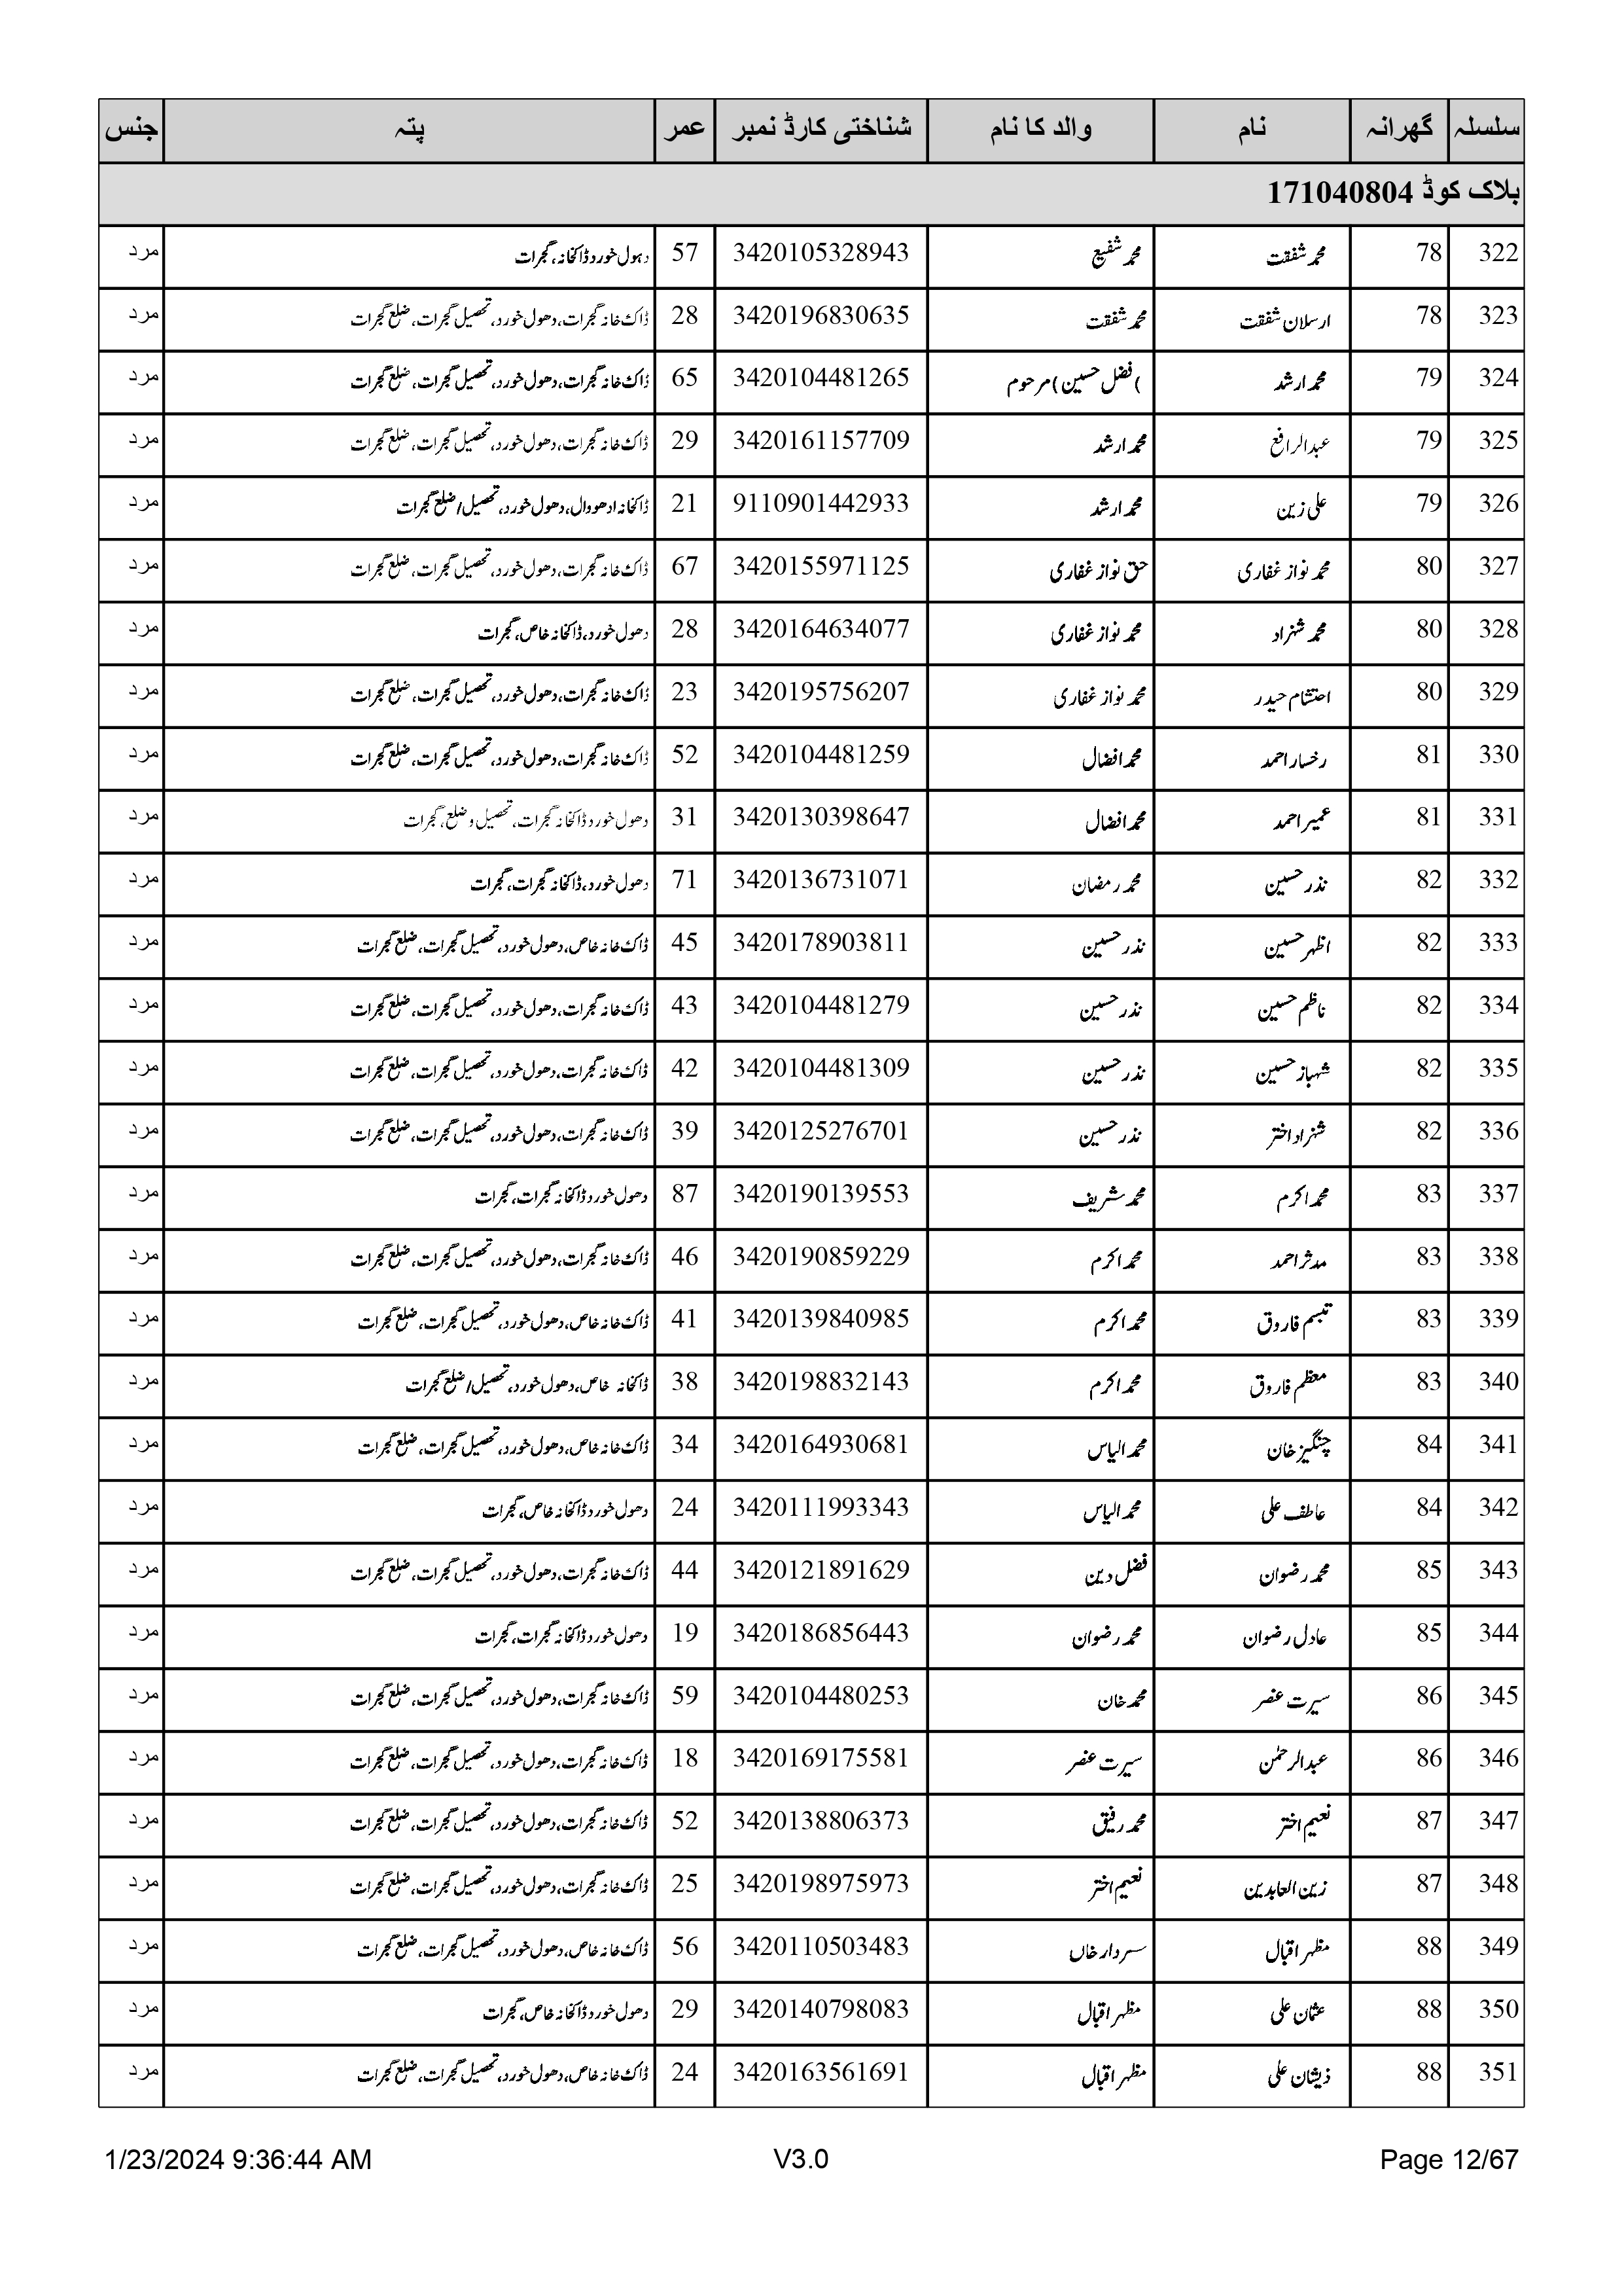 سلسلہ گھرانہ نام والد کا نام شناختی کارڈ نمبر عمر پتہ جنس
بلاک کوڈ 171040804
322 78 محمد شفقت محمد شفیع 3420105328943 57 دہول خورد ڈاکخانہ، گجرات مرد
323 78 ارسلان شفقت محمد شفقت 3420196830635 28 ڈاک خانہ گجرات، دھول خورد، تحصیل گجرات، ضلع گجرات مرد
324 79 محمد ارشد )فضل حسین )مرحوم 3420104481265 65 ڈاک خانہ گجرات، دھول خورد، تحصیل گجرات، ضلع گجرات مرد
325 79 عبدالرافع محمد ارشد 3420161157709 29 ڈاک خانہ گجرات، دھول خورد، تحصیل گجرات، ضلع گجرات مرد
326 79 علی زین محمد ارشد 9110901442933 21 ڈاکخانہ ادھووال، دھول خورد، تحصیل/ضلع گجرات مرد
327 80 محمد نواز غفاری حق نواز غفاری 3420155971125 67 ڈاک خانہ گجرات، دھول خورد، تحصیل گجرات، ضلع گجرات مرد
328 80 محمد شہزاد محمد نواز غفاری 3420164634077 28 دھول خورد، ڈاکخانہ خاص، گجرات مرد
329 80 احتشام حیدر محمد نواز غفاری 3420195756207 23 ڈاک خانہ گجرات، دھول خورد، تحصیل گجرات، ضلع گجرات مرد
330 81 رخسار احمد محمد افضال 3420104481259 52 ڈاک خانہ گجرات، دھول خورد، تحصیل گجرات، ضلع گجرات مرد
331 81 عمیر احمد محمد افضال 3420130398647 31 دھول خورد ڈاکخانہ گجرات، تحصیل و ضلع، گجرات مرد
332 82 نذر حسین محمد رمضان 3420136731071 71 دھول خورد، ڈاکخانہ گجرات، گجرات مرد
333 82 اظہر حسین نذر حسین 3420178903811 45 ڈاک خانہ خاص، دھول خورد، تحصیل گجرات، ضلع گجرات مرد
334 82 ناظم حسین نذر حسین 3420104481279 43 ڈاک خانہ گجرات، دھول خورد، تحصیل گجرات، ضلع گجرات مرد
335 82 شہباز حسین نذر حسین 3420104481309 42 ڈاک خانہ گجرات، دھول خورد، تحصیل گجرات، ضلع گجرات مرد
336 82 شہزاد اختر نذر حسین 3420125276701 39 ڈاک خانہ گجرات، دھول خورد، تحصیل گجرات، ضلع گجرات مرد
337 83 محمد اکرم محمد شریف 3420190139553 87 دھول خورد ڈاکخانہ گجرات، گجرات مرد
338 83 مدثر احمد محمد اکرم 3420190859229 46 ڈاک خانہ گجرات، دھول خورد، تحصیل گجرات، ضلع گجرات مرد
339 83 تبسم فاروق محمد اکرم 3420139840985 41 ڈاک خانہ خاص، دھول خورد، تحصیل گجرات، ضلع گجرات مرد
340 83 معظم فاروق محمد اکرم 3420198832143 38 ڈاکخانہ خاص، دھول خورد، تحصیل/ضلع گجرات مرد
341 84 چنگیز خان محمد الیاس 3420164930681 34 ڈاک خانہ خاص، دھول خورد، تحصیل گجرات، ضلع گجرات مرد
342 84 عاطف علی محمد الیاس 3420111993343 24 دھول خورد ڈاکخانہ خاص، گجرات مرد
343 85 محمد رضوان فضل دین 3420121891629 44 ڈاک خانہ گجرات، دھول خورد، تحصیل گجرات، ضلع گجرات مرد
344 85 عادل رضوان محمد رضوان 3420186856443 19 دھول خورد ڈاکخانہ گجرات، گجرات مرد
345 86 سیرت عنصر محمد خان 3420104480253 59 ڈاک خانہ گجرات، دھول خورد، تحصیل گجرات، ضلع گجرات مرد
346 86 عبدالرحمٰن سیرت عنصر 3420169175581 18 ڈاک خانہ گجرات، دھول خورد، تحصیل گجرات، ضلع گجرات مرد
347 87 نعیم اختر محمد رفیق 3420138806373 52 ڈاک خانہ گجرات، دھول خورد، تحصیل گجرات، ضلع گجرات مرد
348 87 زین العابدین نعیم اختر 3420198975973 25 ڈاک خانہ گجرات، دھول خورد، تحصیل گجرات، ضلع گجرات مرد
349 88 مظہر اقبال سردار خاں 3420110503483 56 ڈاک خانہ خاص، دھول خورد، تحصیل گجرات، ضلع گجرات مرد
350 88 عثمان علی مظہر اقبال 3420140798083 29 دھول خورد ڈاکخانہ خاص، گجرات مرد
351 88 ذیشان علی مظہر اقبال 3420163561691 24 ڈاک خانہ خاص، دھول خورد، تحصیل گجرات، ضلع گجرات مرد
1/23/2024 9:36:44 AM V3.0 Page 12/67